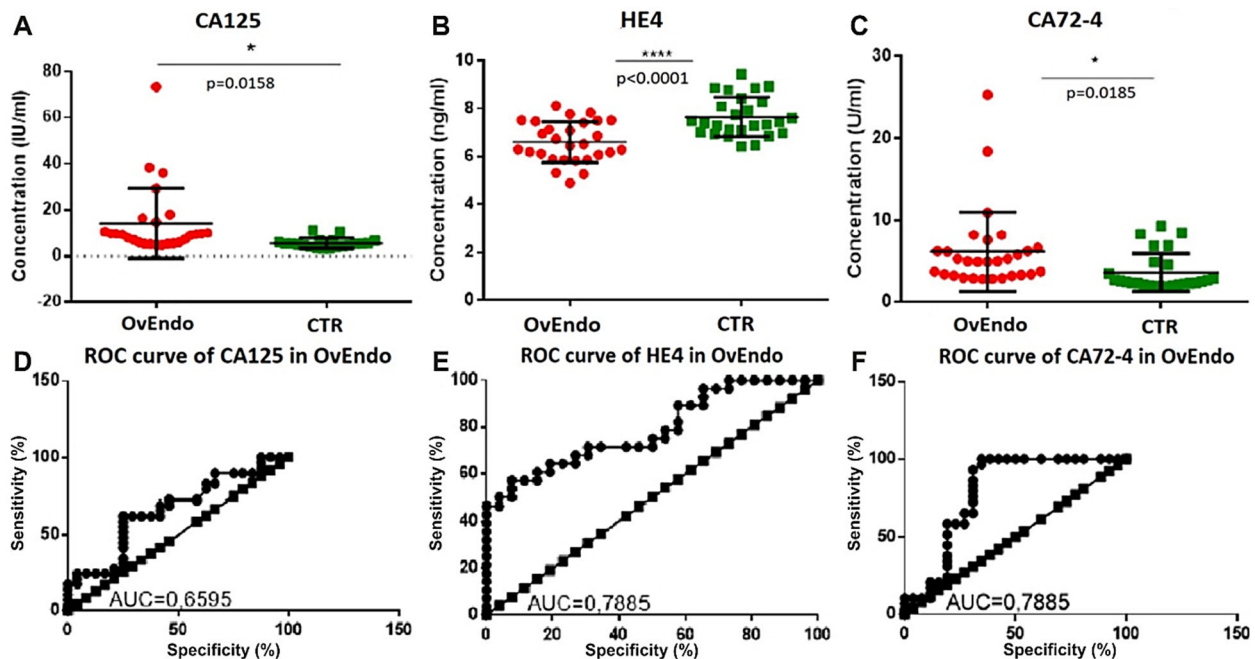 A CA125
*
p=0.0158
Concentration (IU/ml)
80
60
40
20
0
-20
OvEndo CTR
B HE4
****
p<0.0001
Concentration (ng/ml)
10
8
6
4
2
0
OvEndo CTR
C CA72-4
*
p=0.0185
Concentration (U/ml)
30
20
10
0
OvEndo CTR
D ROC curve of CA125 in OvEndo
Sensitivity (%)
150
100
50
0
AUC=0,6595
0 50 100 150
Specificity (%)
E ROC curve of HE4 in OvEndo
Sensitivity (%)
100
80
60
40
20
0
AUC=0,7885
0 20 40 60 80 100
Specificity (%)
F ROC curve of CA72-4 in OvEndo
Sensitivity (%)
150
100
50
0
AUC=0,7885
0 50 100 150
Specificity (%)